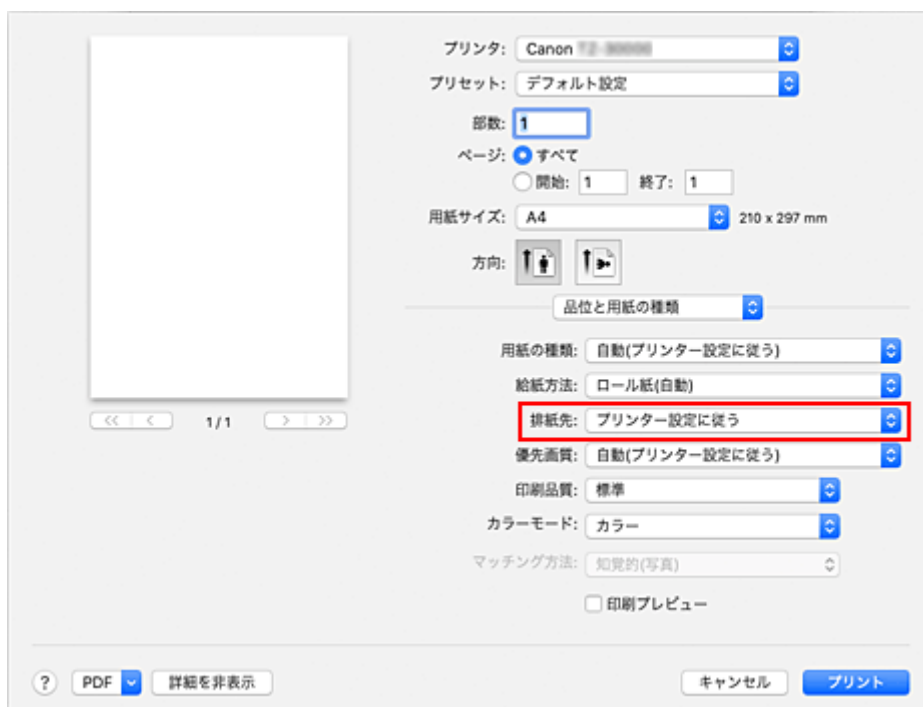 プリンタ: Canon
プリセット: デフォルト設定
部数: 1
ページ: すべて
開始: 1 終了: 1
用紙サイズ: A4 210 x 297 mm
方向:
品位と用紙の種類
用紙の種類: 自動(プリンター設定に従う)
給紙方法: ロール紙(自動)
<< < 1/1 > >> 排紙先: プリンター設定に従う
優先画質: 自動(プリンター設定に従う)
印刷品質: 標準
カラーモード: カラー
マッチング方法: 知覚的(写真)
印刷プレビュー
? PDF 詳細を非表示 キャンセル プリント